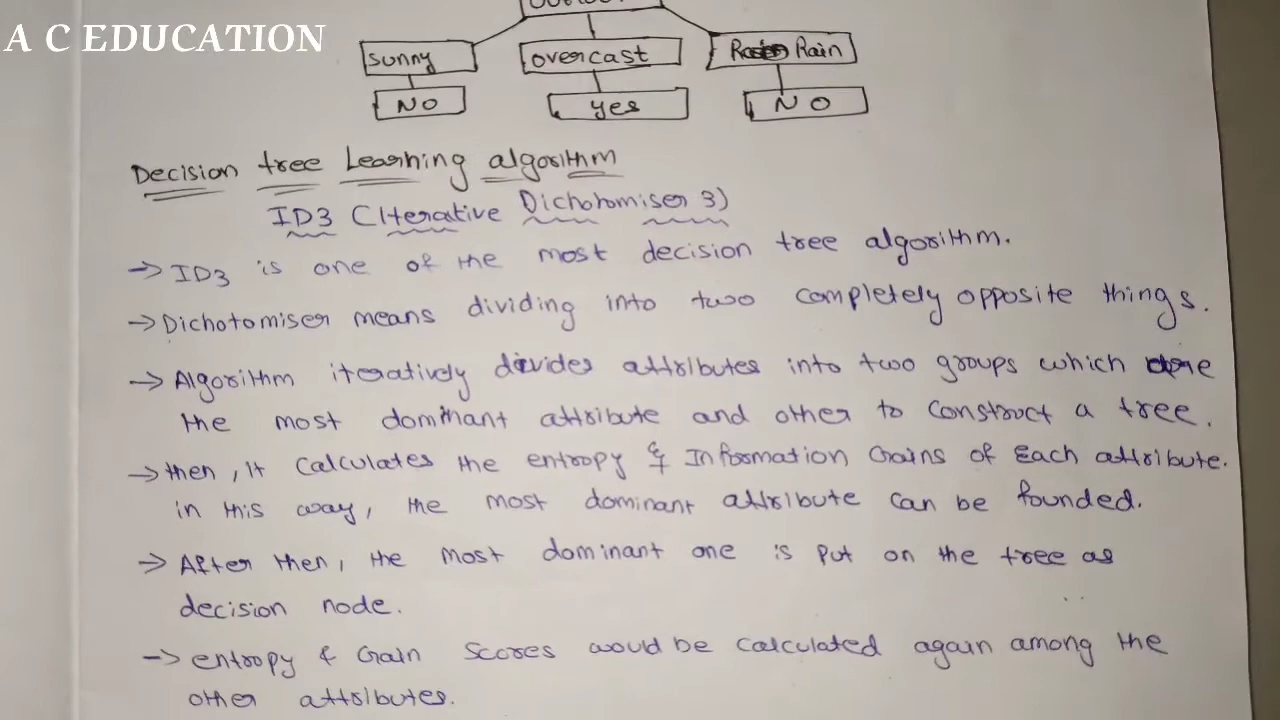 A C EDUCATION
sunny overcast Rain
NO yes NO
Decision tree Learning algorithm
ID3 (Iterative Dichotomiser 3)
→ ID3 is one of the most decision tree algorithm.
→ Dichotomiser means dividing into two completely opposite things.
→ Algorithm iteratively divides attributes into two groups which are
the most dominant attribute and other to construct a tree.
→ then, It calculates the entropy & Information Gains of Each attribute.
in this way, the most dominant attribute can be founded.
→ After then, the most dominant one is put on the tree as
decision node.
→ entropy & Gain Scores would be calculated again among the
other attributes.